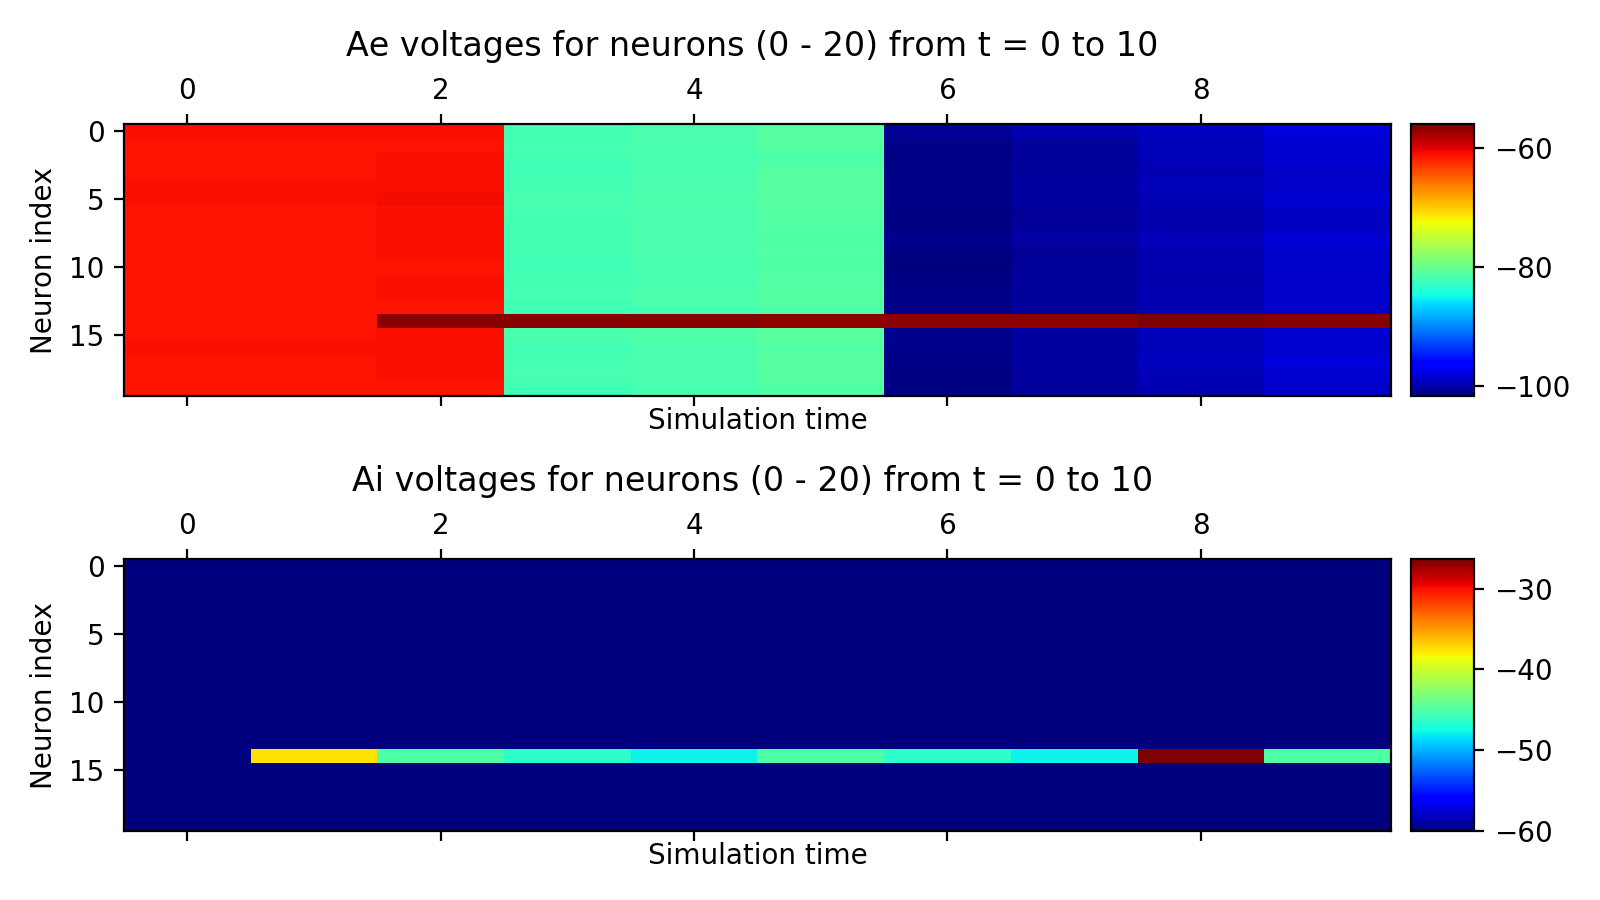 Ae voltages for neurons (0 - 20) from t = 0 to 10
0 2 4 6 8
Neuron index
0
5
10
15
−60
−80
−100
Simulation time
Ai voltages for neurons (0 - 20) from t = 0 to 10
0 2 4 6 8
Neuron index
0
5
10
15
−30
−40
−50
−60
Simulation time